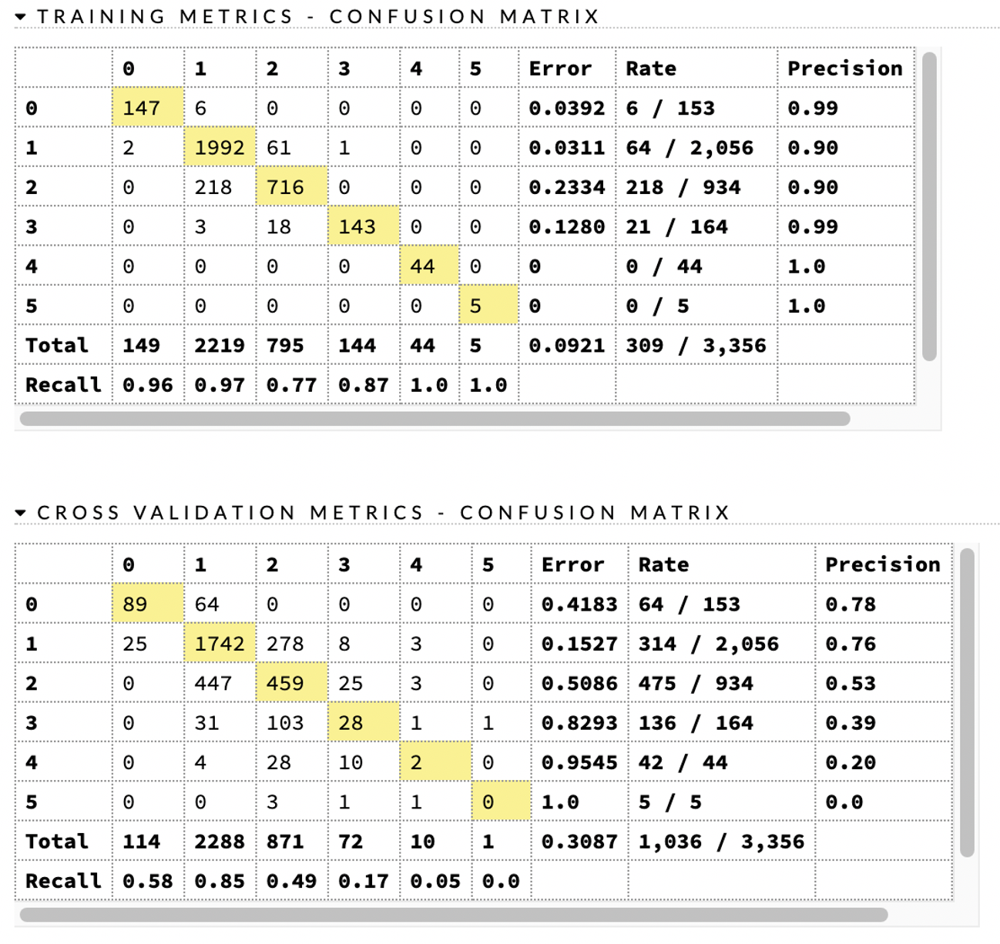 TRAINING METRICS - CONFUSION MATRIX
0 1 2 3 4 5 Error Rate Precision
0 147 6 0 0 0 0 0.0392 6 / 153 0.99
1 2 1992 61 1 0 0 0.0311 64 / 2,056 0.90
2 0 218 716 0 0 0 0.2334 218 / 934 0.90
3 0 3 18 143 0 0 0.1280 21 / 164 0.99
4 0 0 0 0 44 0 0 0 / 44 1.0
5 0 0 0 0 0 5 0 0 / 5 1.0
Total 149 2219 795 144 44 5 0.0921 309 / 3,356
Recall 0.96 0.97 0.77 0.87 1.0 1.0
CROSS VALIDATION METRICS - CONFUSION MATRIX
0 1 2 3 4 5 Error Rate Precision
0 89 64 0 0 0 0 0.4183 64 / 153 0.78
1 25 1742 278 8 3 0 0.1527 314 / 2,056 0.76
2 0 447 459 25 3 0 0.5086 475 / 934 0.53
3 0 31 103 28 1 1 0.8293 136 / 164 0.39
4 0 4 28 10 2 0 0.9545 42 / 44 0.20
5 0 0 3 1 1 0 1.0 5 / 5 0.0
Total 114 2288 871 72 10 1 0.3087 1,036 / 3,356
Recall 0.58 0.85 0.49 0.17 0.05 0.0